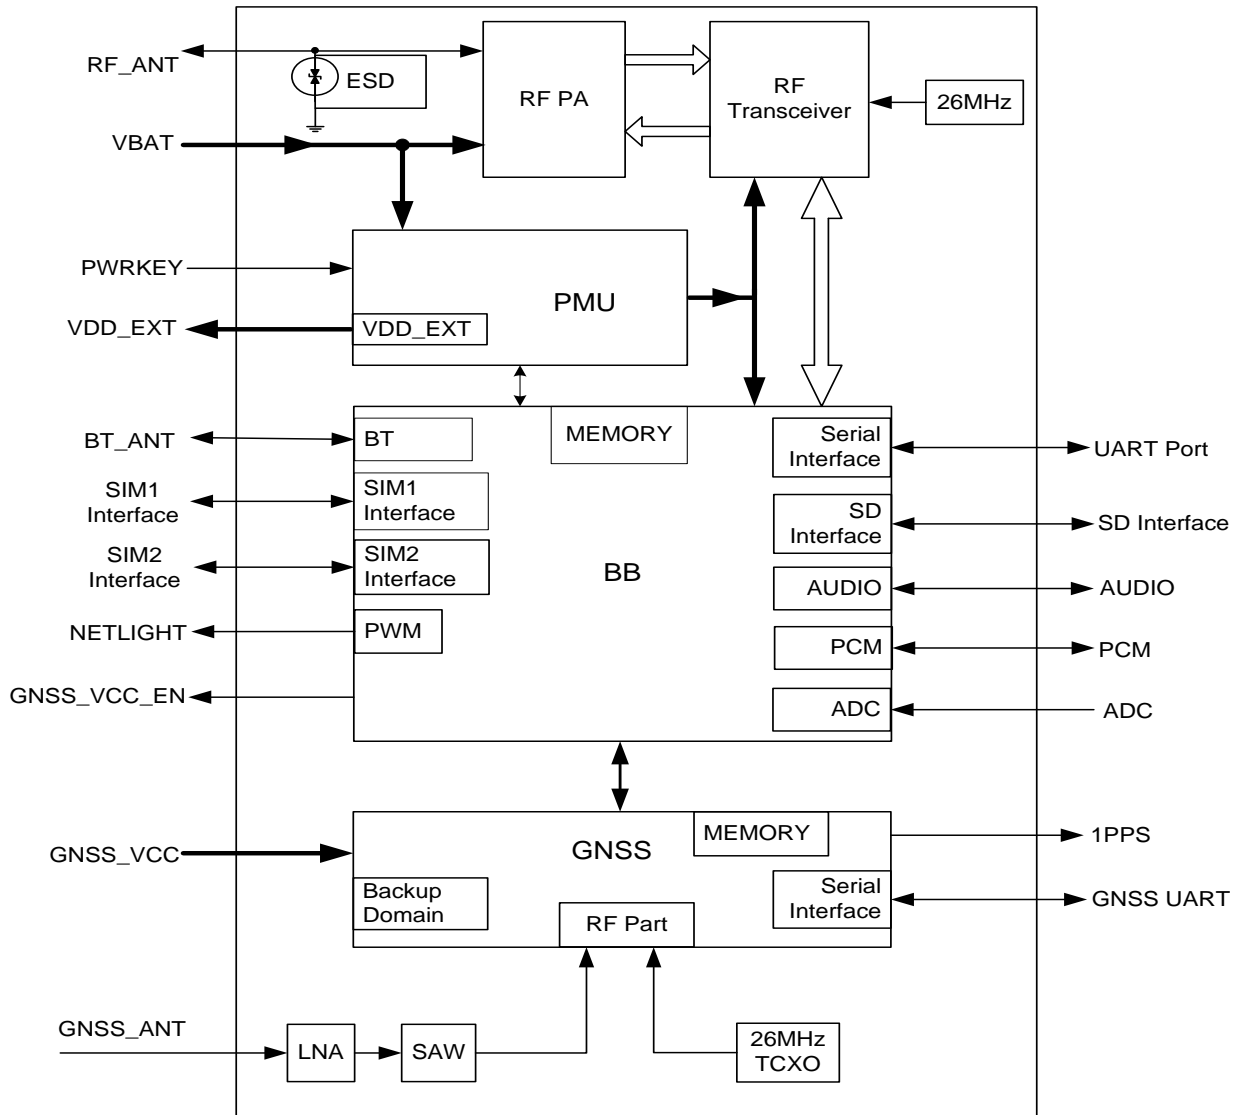 RF_ANT
ESD
RF PA
RF
Transceiver
26MHz
VBAT
PWRKEY
PMU
VDD_EXT
VDD_EXT
BT_ANT
BT
MEMORY
Serial
Interface
UART Port
SIM1
Interface
SIM1
Interface
SD
Interface
SD Interface
SIM2
Interface
SIM2
Interface
BB
AUDIO
AUDIO
NETLIGHT
PWM
PCM
PCM
GNSS_VCC_EN
ADC
ADC
GNSS_VCC
GNSS
MEMORY
1PPS
Backup
Domain
RF Part
Serial
Interface
GNSS UART
GNSS_ANT
LNA
SAW
26MHz
TCXO